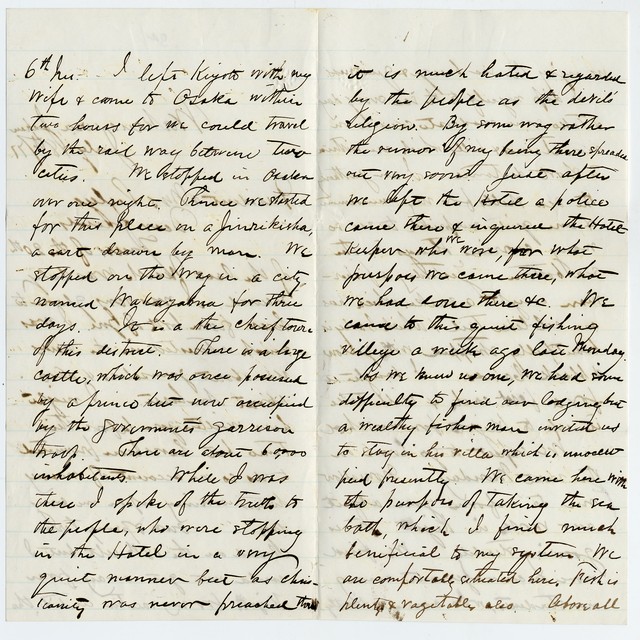 6th Inu. I left Kiyoto with my
Wife & came to Osaka within
two hours for we could travel
by the rail way between two
cities. We stopped in Osaka
over one night. Thence we started
for this place on a Jinrikisha,
a cart drawn by man. We
stopped on the way in a city
named Wakayama for three
days. It is a the chief town
of this district. There is a large
castle, which was once possessed
by a prince but now occupied
by the government's garrison
troop. There are about 60000
inhabitants. While I was
there I spoke of the truth to
the people, who were stopping
in the Hotel in a very
quiet manner but as chris-
tianity was never preached there
1
it is much hated & regarded
by the people as the devil's
religion. By some way rather
the rumor of my being there spreaded
out very soon. Just after
we left the Hotel a police
came there & inquired the Hotel
Keeper who we were, for what
purpose we came there, what
we had done there &c. We
came to this quiet fishing
village a week ago last Monday.
As we knew no one, we had some
difficulty to find our lodging but
a wealthy fisher man invited us
to stay in his villa which is unoccu-
pied presently. We came here with
the purpose of taking the sea
bath, which I find much
beneficial to my system. We
are comfortably situated here. Fish is
plenty & vegetable also. Above all